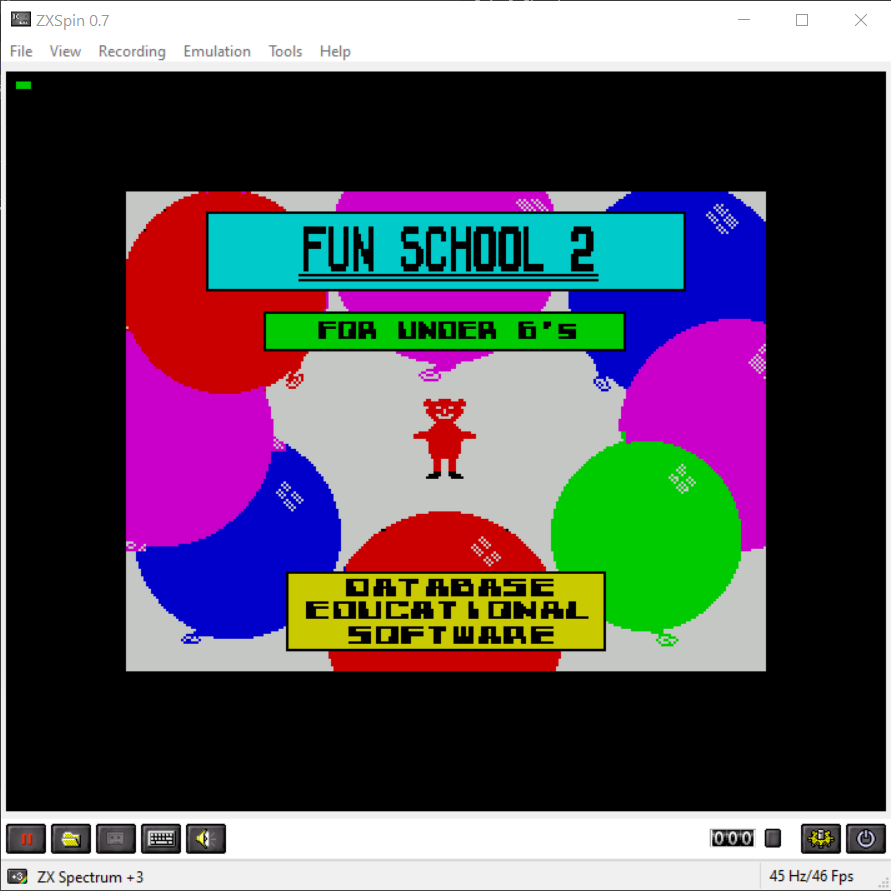 ZXSpin 0.7
File View Recording Emulation Tools Help
FUN SCHOOL 2
FOR UNDER 6's
DATABASE
EDUCATIONAL
SOFTWARE
000
+3 ZX Spectrum +3
45 Hz/46 Fps